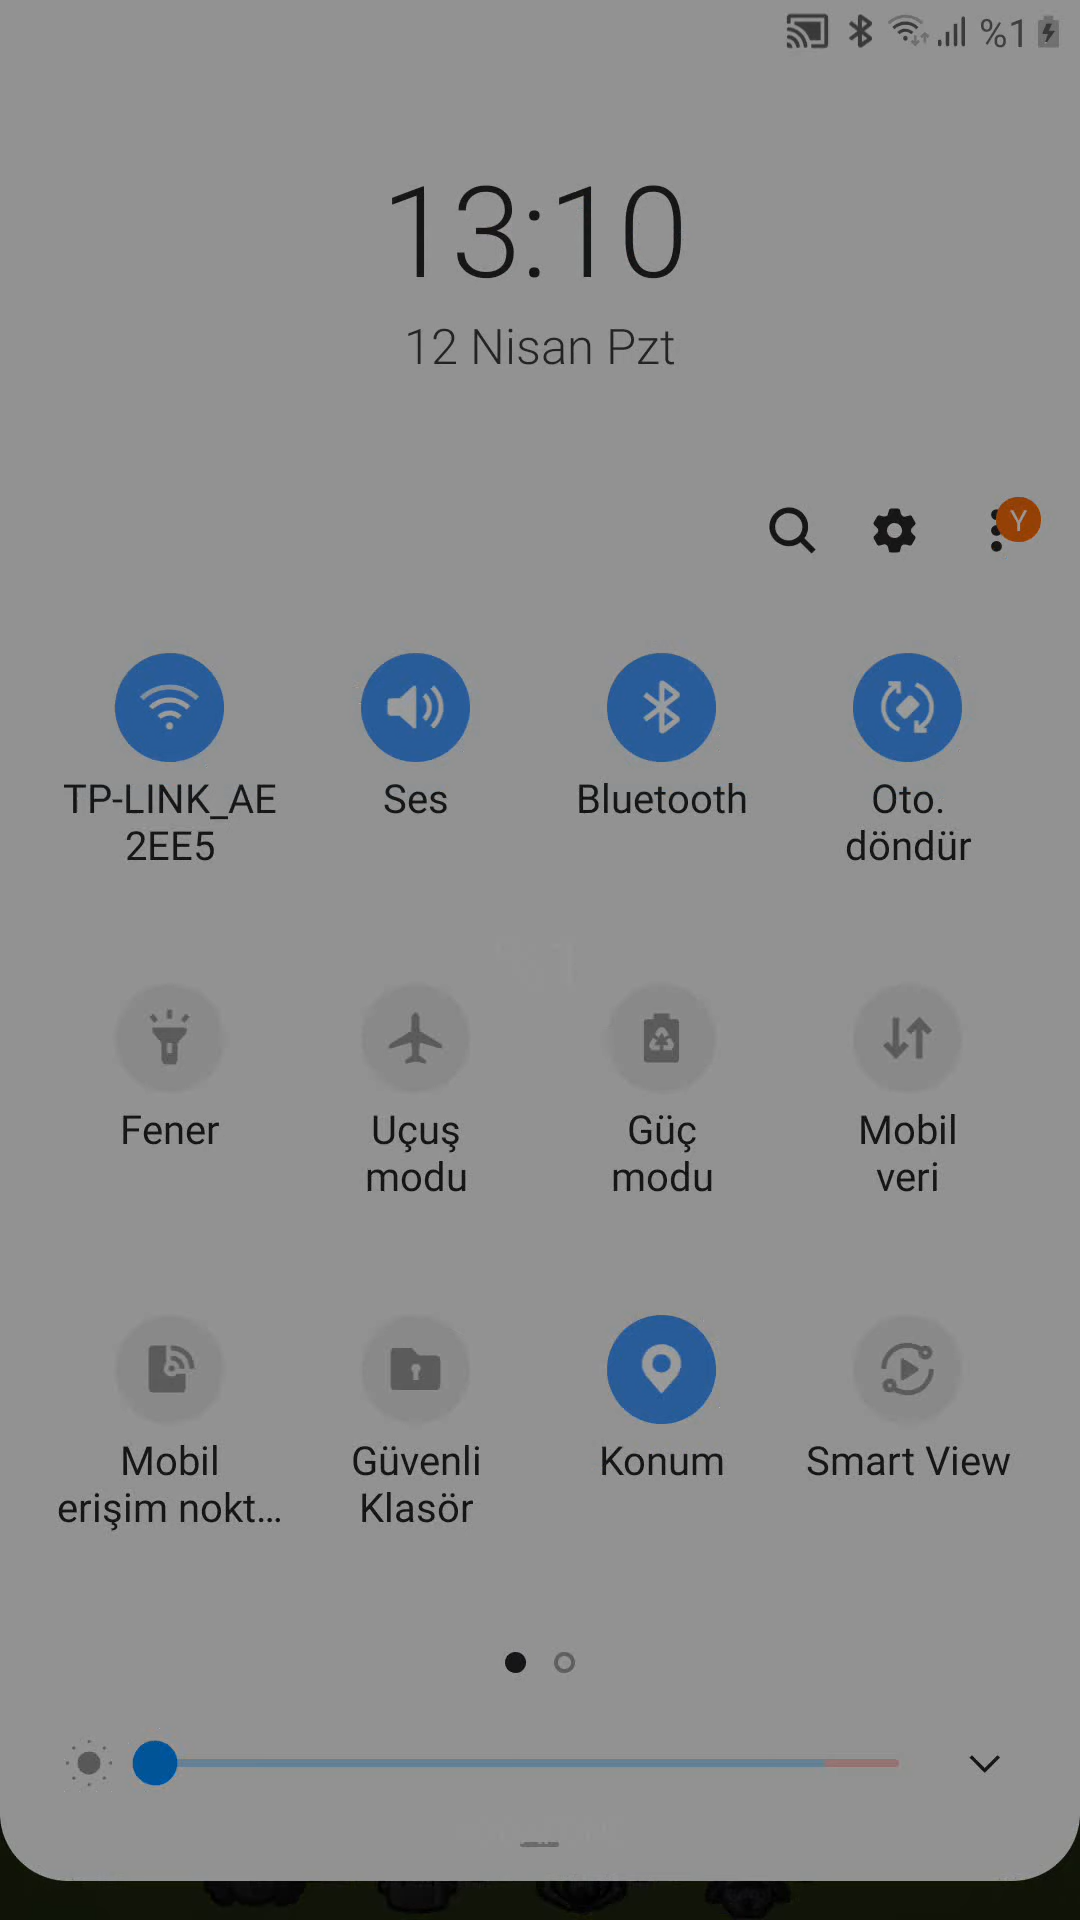 %1
13:10
12 Nisan Pzt
Y
TP-LINK_AE
2EE5
Ses
Bluetooth
Oto.
döndür
Fener
Uçuş
modu
Güç
modu
Mobil
veri
Mobil
erişim nokt...
Güvenli
Klasör
Konum
Smart View